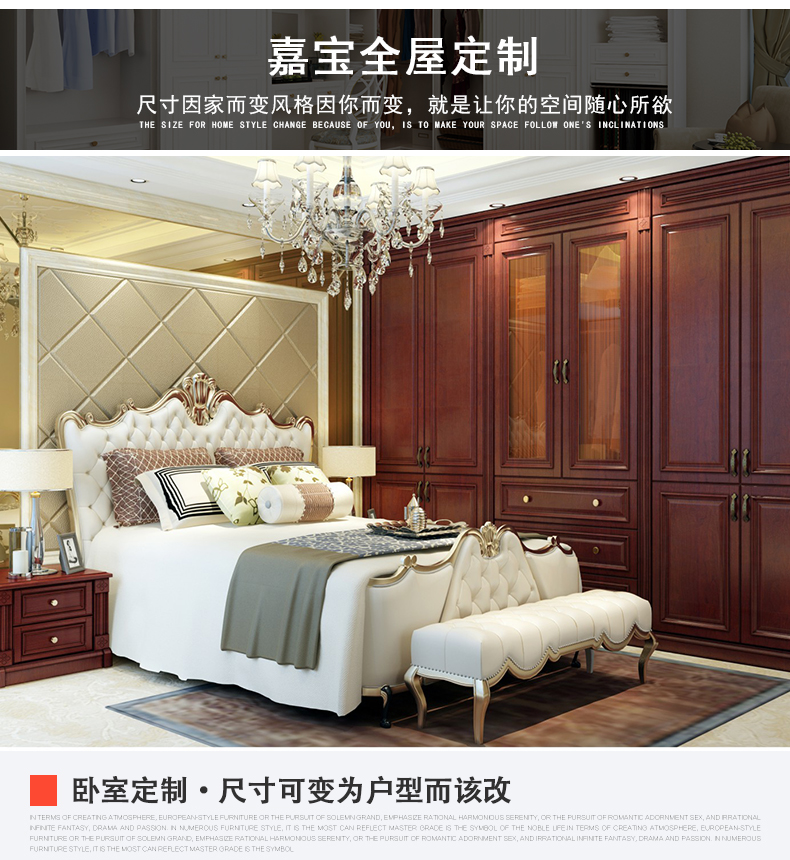 嘉宝全屋定制
尺寸因家而变风格因你而变，就是让你的空间随心所欲
THE SIZE FOR HOME STYLE CHANGE BECAUSE OF YOU, IS TO MAKE YOUR SPACE FOLLOW ONE'S INCLINATIONS
卧室定制·尺寸可变为户型而该改
IN TERMS OF CREATING ATMOSPHERE, EUROPEAN-STYLE FURNITURE OR THE PURSUIT OF SOLEMN GRAND, EMPHASIZE RATIONAL HARMONIOUS SERENITY, OR THE PURSUIT OF ROMANTIC ADORNMENT SEX, AND IRRATIONAL
INFINITE FANTASY, DRAMA AND PASSION. IN NUMEROUS FURNITURE STYLE, IT IS THE MOST CAN REFLECT MASTER GRADE IS THE SYMBOL OF THE NOBLE LIFE.IN TERMS OF CREATING ATMOSPHERE, EUROPEAN-STYLE
FURNITURE OR THE PURSUIT OF SOLEMN GRAND, EMPHASIZE RATIONAL HARMONIOUS SERENITY, OR THE PURSUIT OF ROMANTIC ADORNMENT SEX, AND IRRATIONAL INFINITE FANTASY, DRAMA AND PASSION. IN NUMEROUS
FURNITURE STYLE, IT IS THE MOST CAN REFLECT MASTER GRADE IS THE SYMBOL